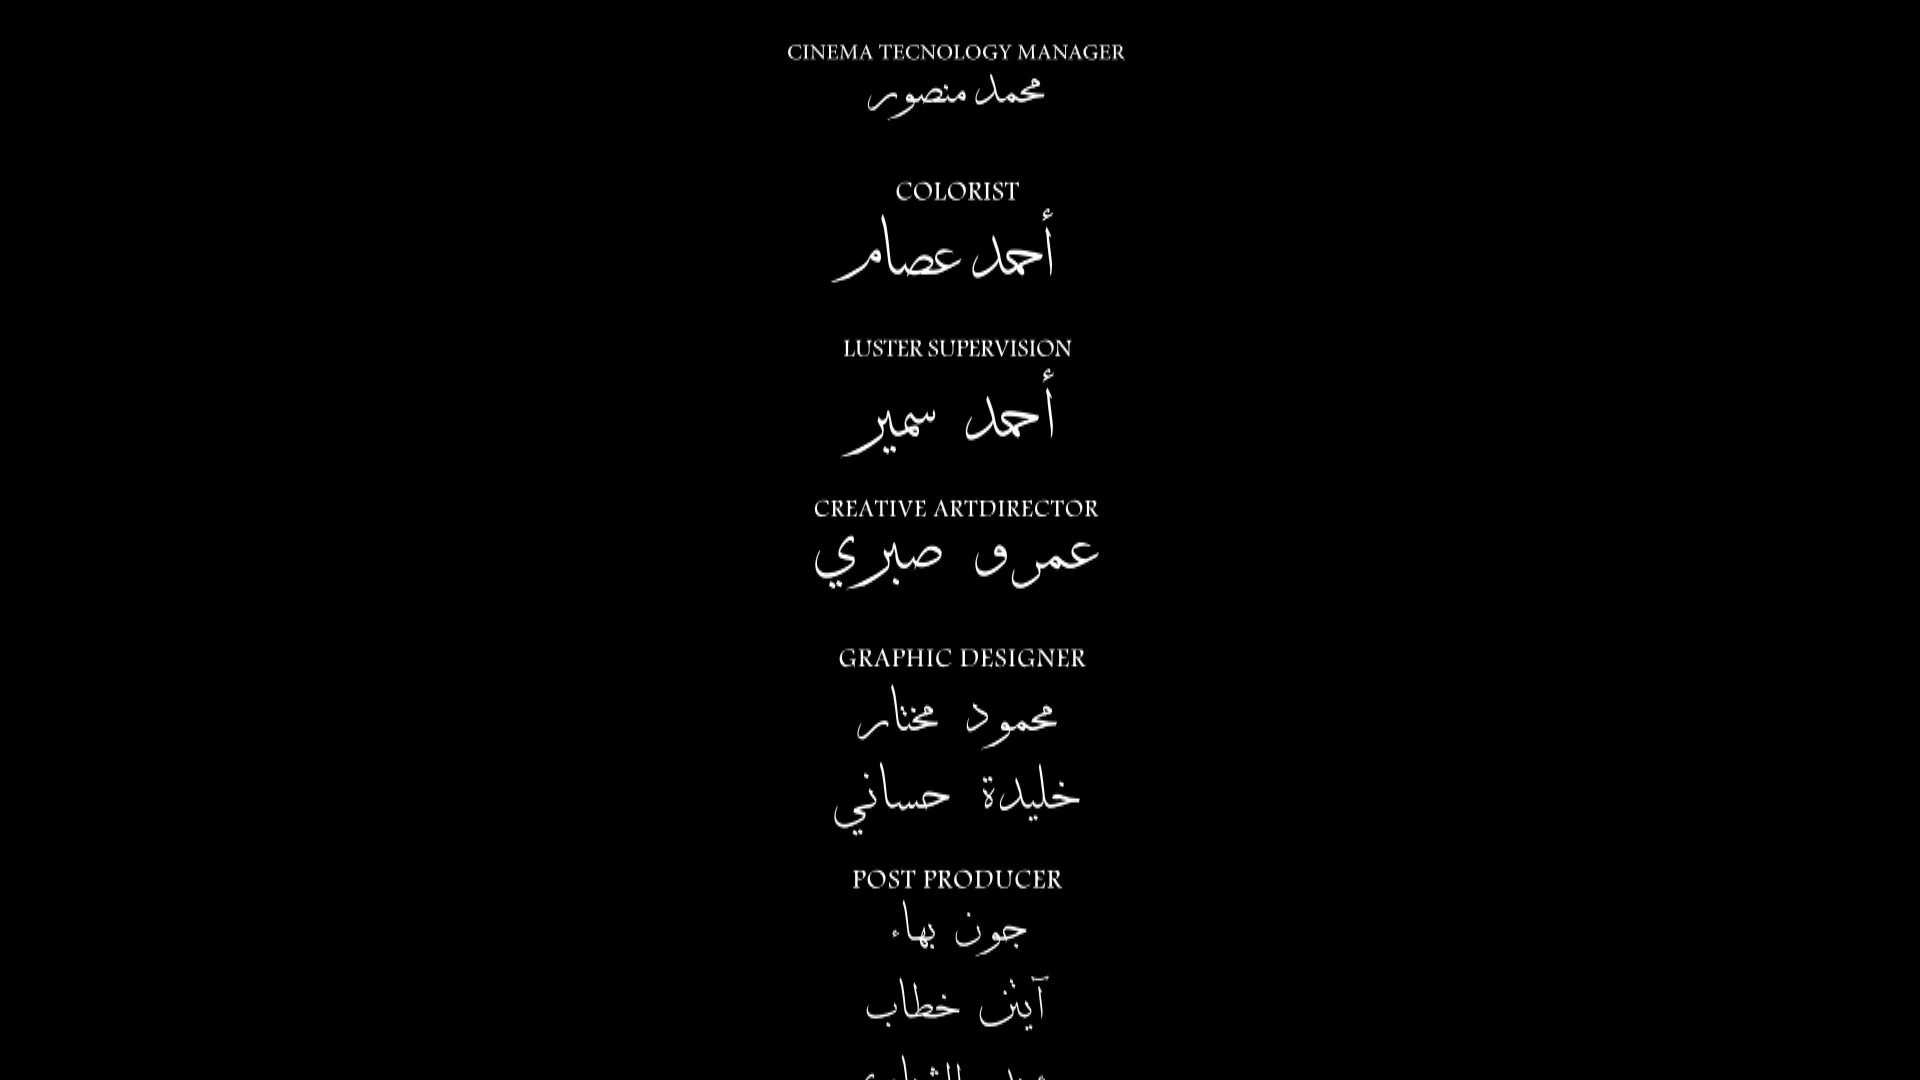 CINEMA TECNOLOGY MANAGER
محمد منصور
COLORIST
أحمد عصام
LUSTER SUPERVISION
أحمد سمير
CREATIVE ARTDIRECTOR
عمرو صبري
GRAPHIC DESIGNER
محمود مختار
خليدة حساني
POST PRODUCER
جون بهاء
آيتن خطاب